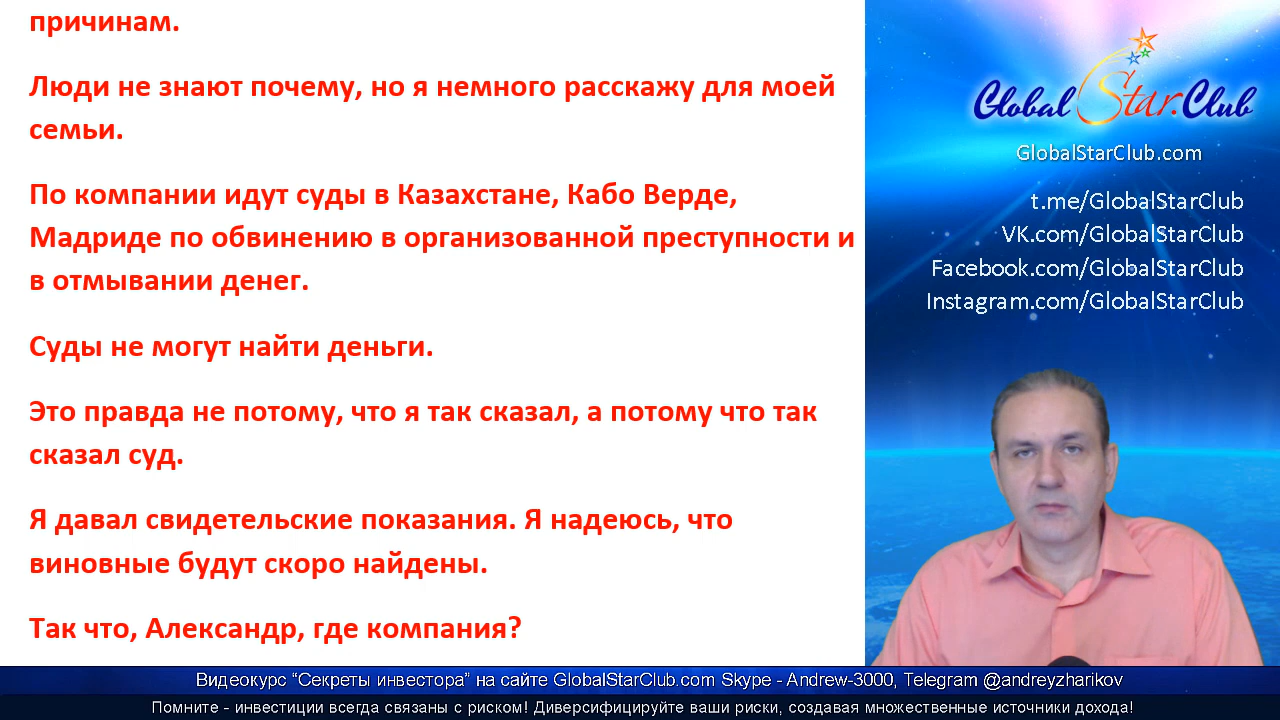 причинам.
Люди не знают почему, но я немного расскажу для моей
семьи.
По компании идут суды в Казахстане, Кабо Верде,
Мадриде по обвинению в организованной преступности и
в отмывании денег.
Суды не могут найти деньги.
Это правда не потому, что я так сказал, а потому что так
сказал суд.
Я давал свидетельские показания. Я надеюсь, что
виновные будут скоро найдены.
Так что, Александр, где компания?
Global Star.Club
GlobalStarClub.com
t.me/GlobalStarClub
VK.com/GlobalStarClub
Facebook.com/GlobalStarClub
Instagram.com/GlobalStarClub
Видеокурс “Секреты инвестора” на сайте GlobalStarClub.com Skype - Andrew-3000, Telegram @andreyzharikov
Помните - инвестиции всегда связаны с риском! Диверсифицируйте ваши риски, создавая множественные источники дохода!